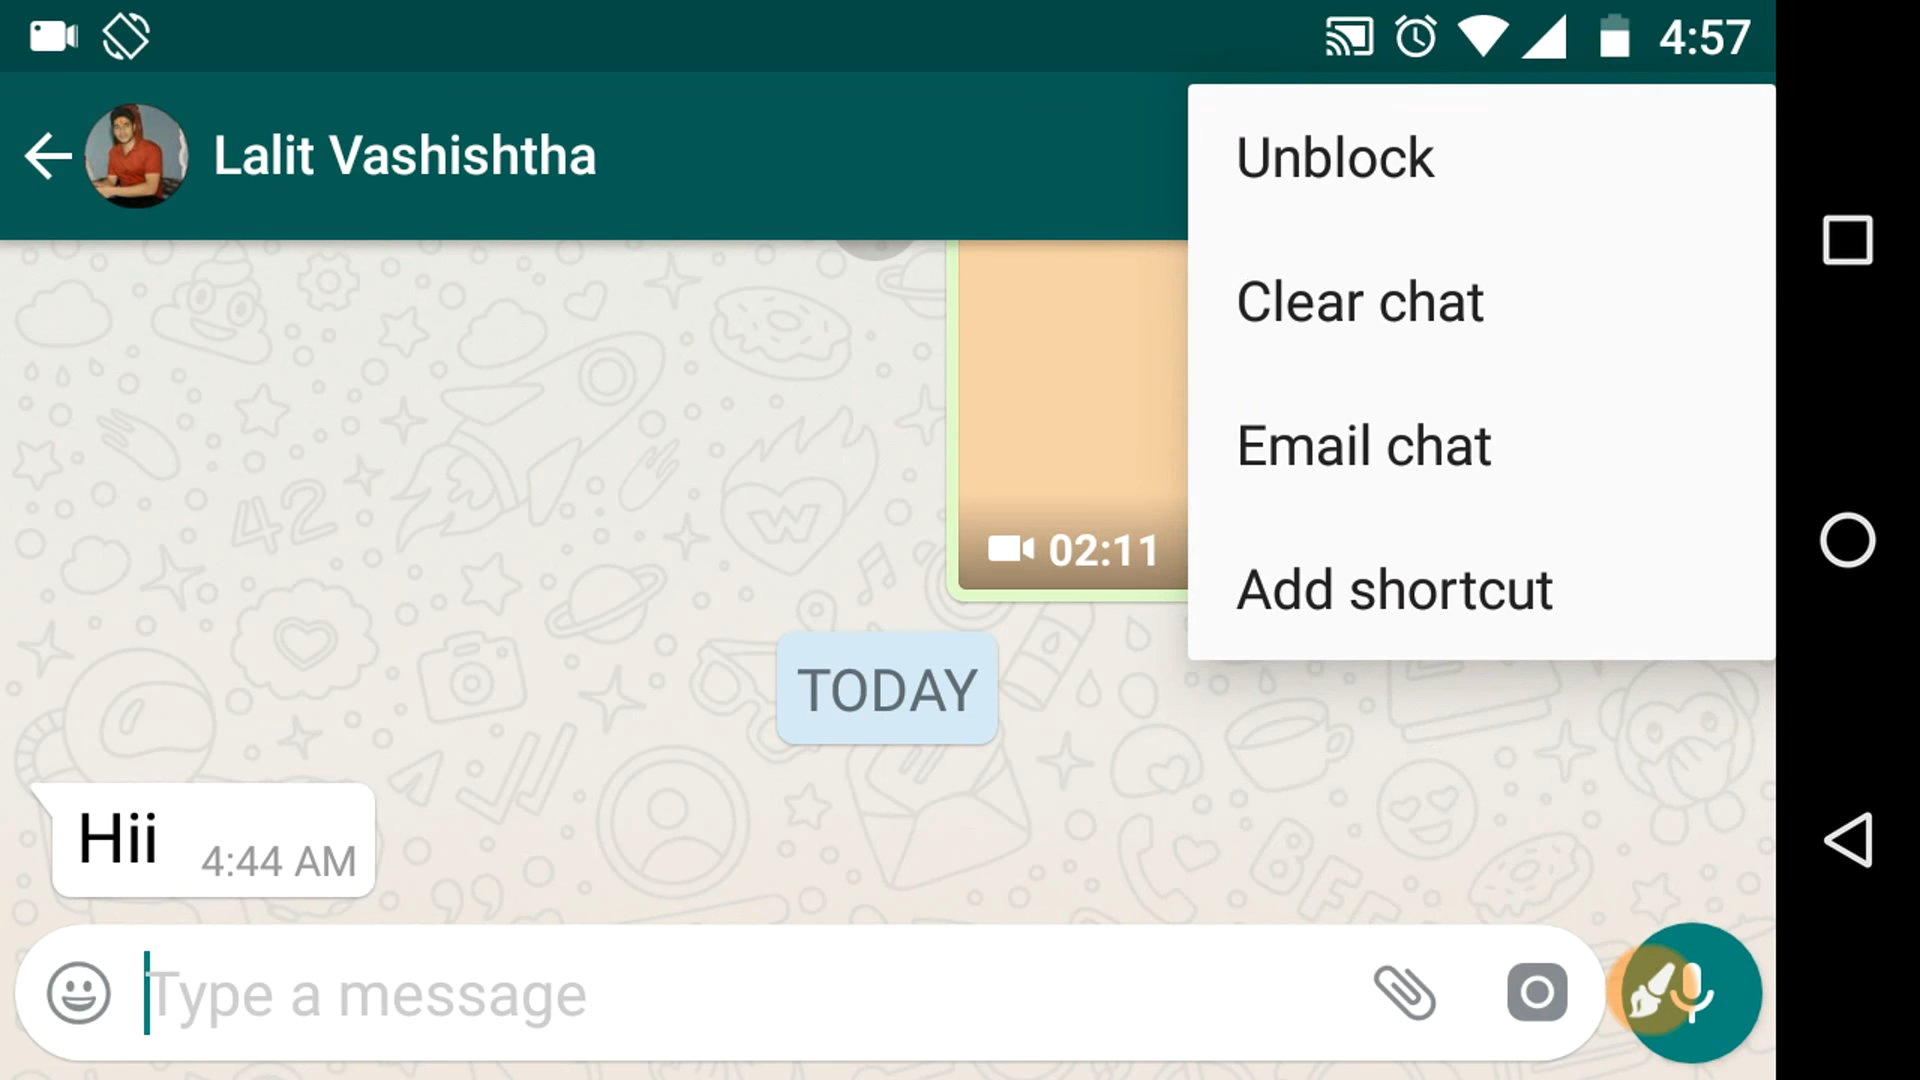 4:57
Lalit Vashishtha
Unblock
Clear chat
Email chat
Add shortcut
02:11
TODAY
Hii 4:44 AM
Type a message